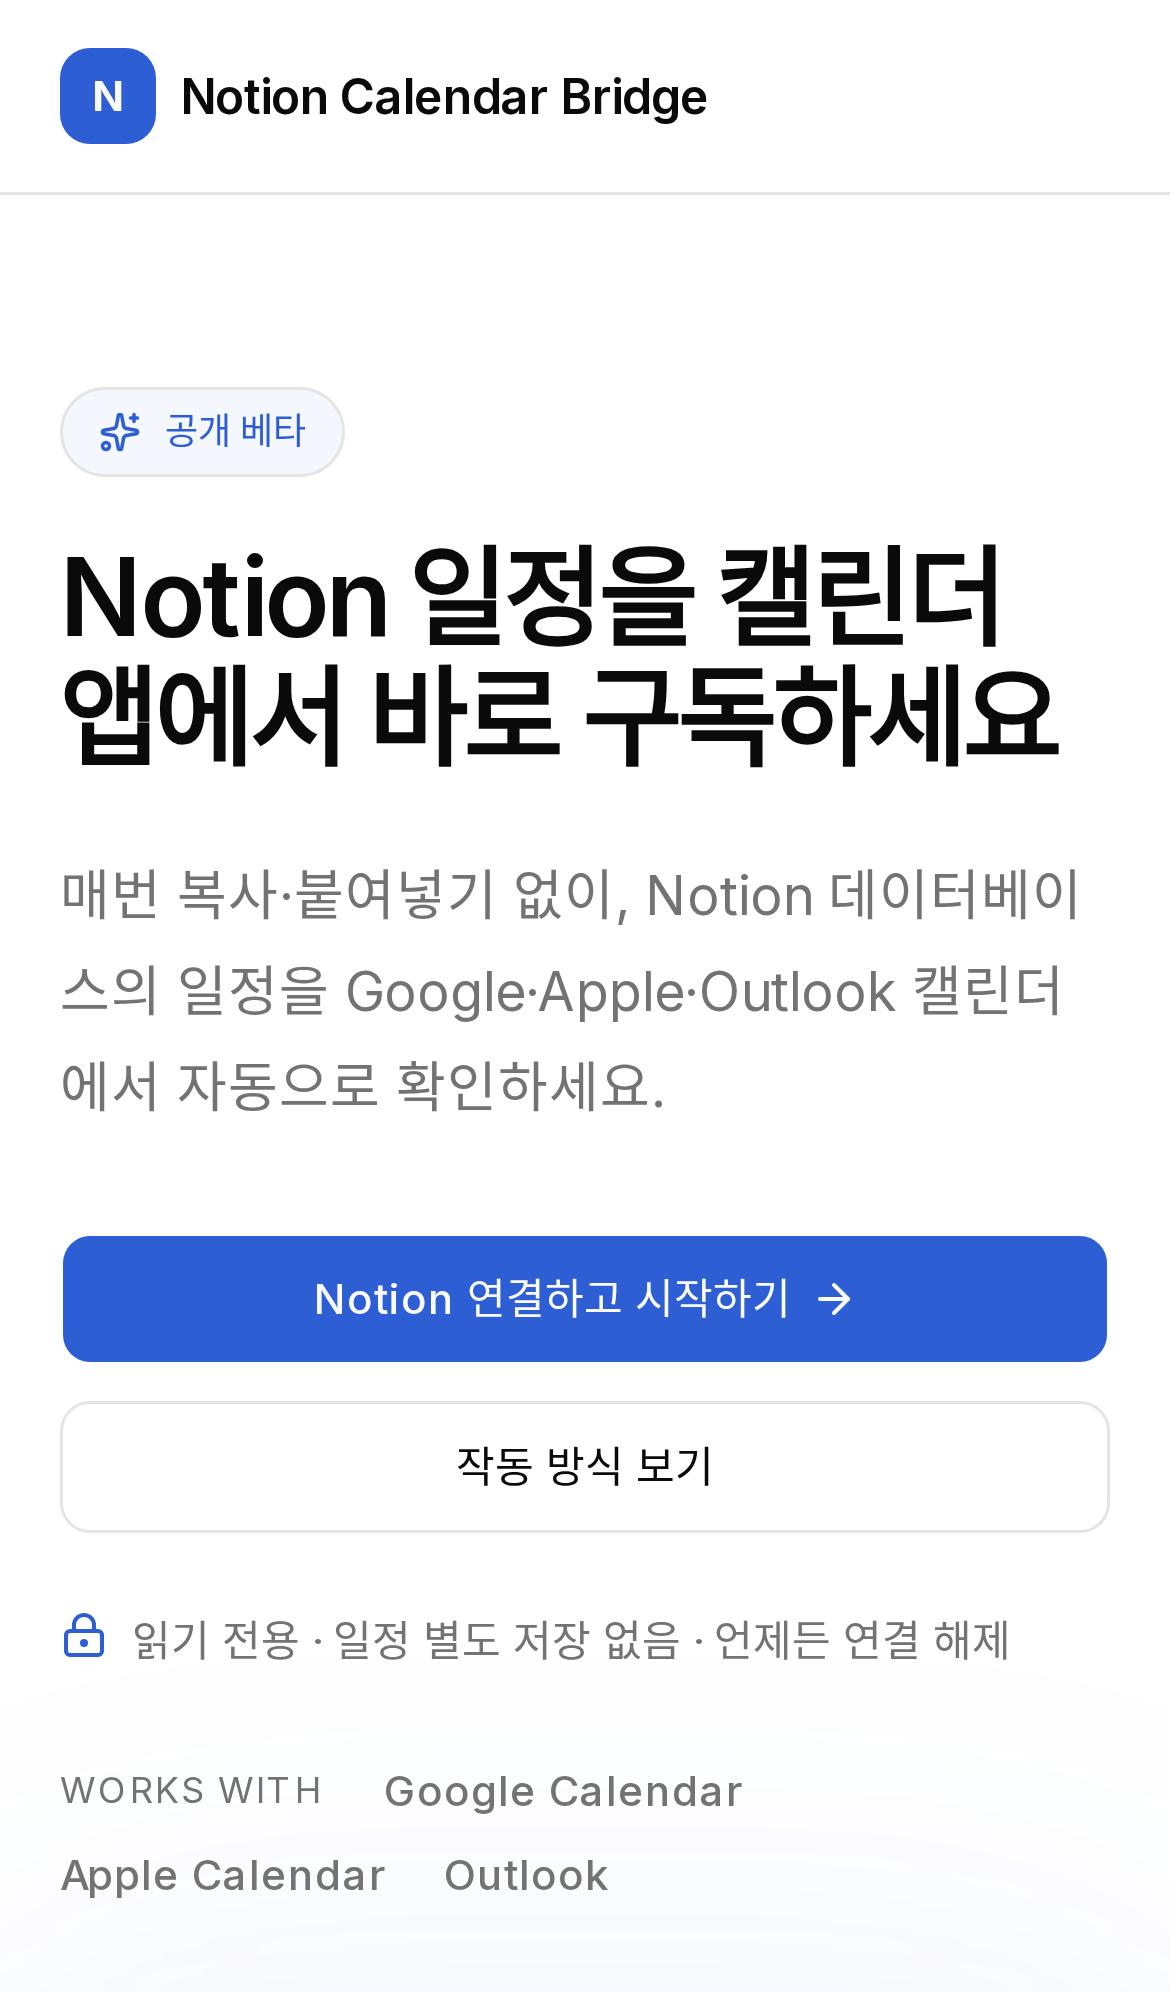 N
Notion Calendar Bridge
공개 베타
Notion 일정을 캘린더
앱에서 바로 구독하세요
매번 복사·붙여넣기 없이, Notion 데이터베이
스의 일정을 Google·Apple·Outlook 캘린더
에서 자동으로 확인하세요.
Notion 연결하고 시작하기 →
작동 방식 보기
읽기 전용 · 일정 별도 저장 없음 · 언제든 연결 해제
WORKS WITH Google Calendar
Apple Calendar Outlook